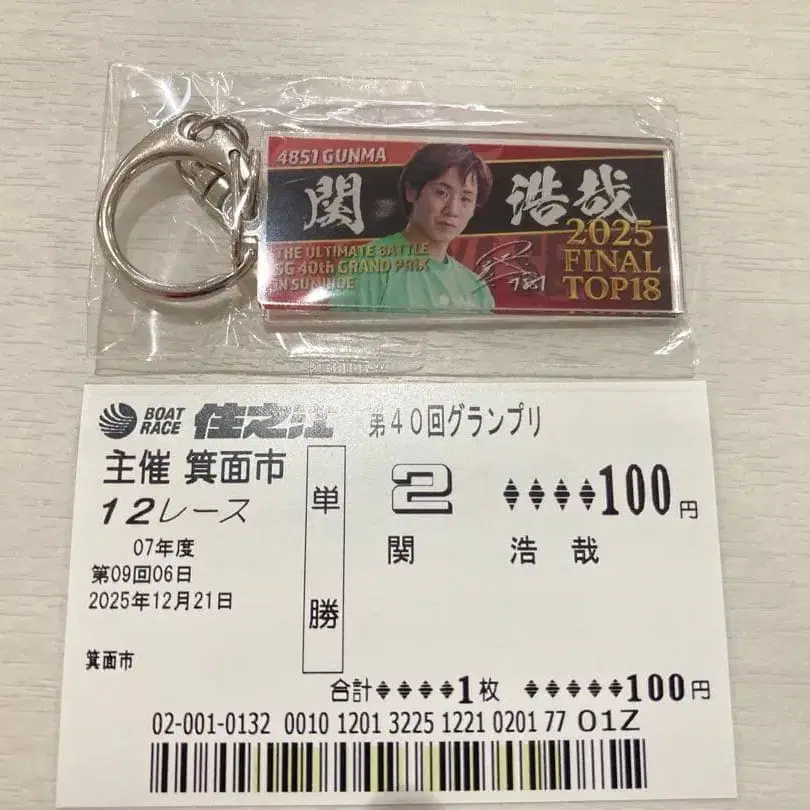 4851 GUNMA
関 浩哉
THE ULTIMATE BATTLE
SG 40th GRAND PRIX
IN SUMINOE
2025
FINAL
TOP18
4851
BOAT RACE 住之江 第40回グランプリ
主催 箕面市
12レース
07年度
第09回06日
2025年12月21日
箕面市
単勝
2 100円
関 浩哉
合計 1枚 100円
02-001-0132 0010 1201 3225 1221 0201 77 01Z